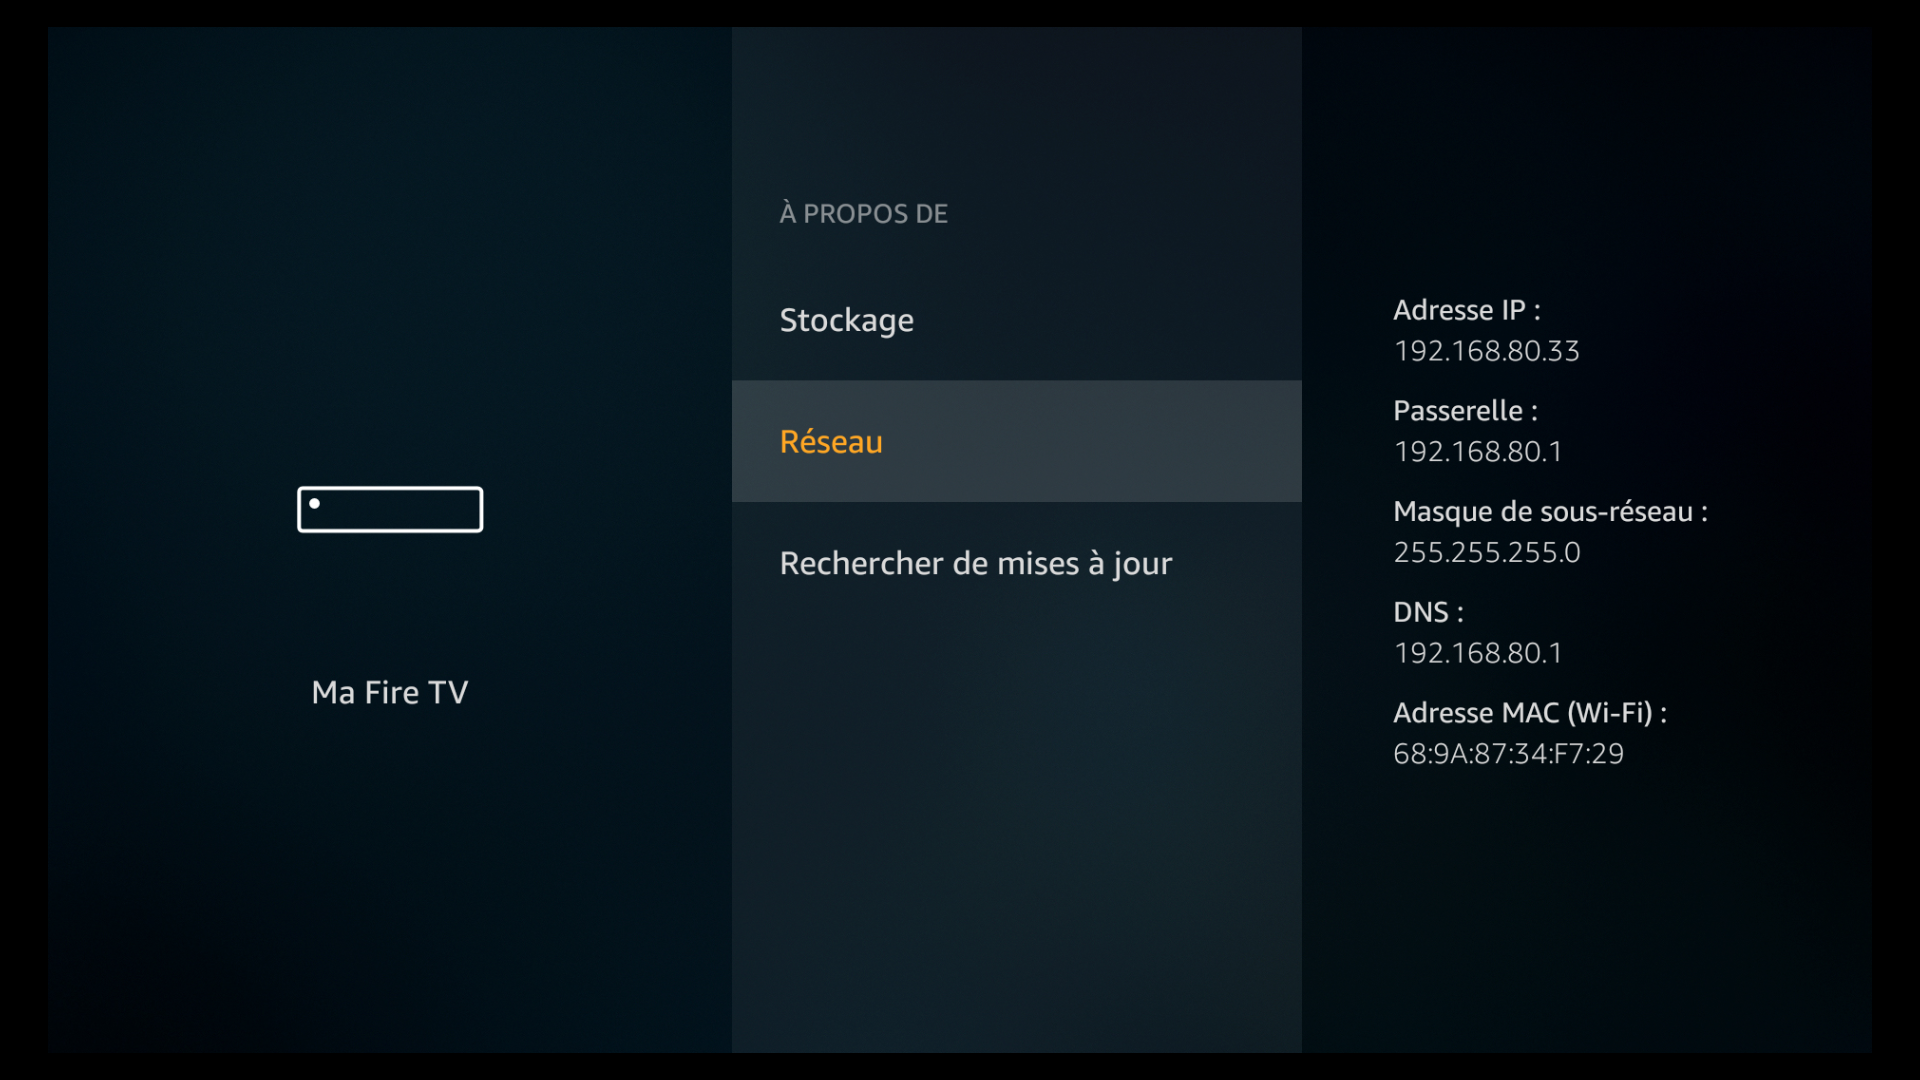 À PROPOS DE
Stockage
Réseau
Rechercher de mises à jour
Ma Fire TV
Adresse IP :
192.168.80.33
Passerelle :
192.168.80.1
Masque de sous-réseau :
255.255.255.0
DNS :
192.168.80.1
Adresse MAC (Wi-Fi) :
68:9A:87:34:F7:29